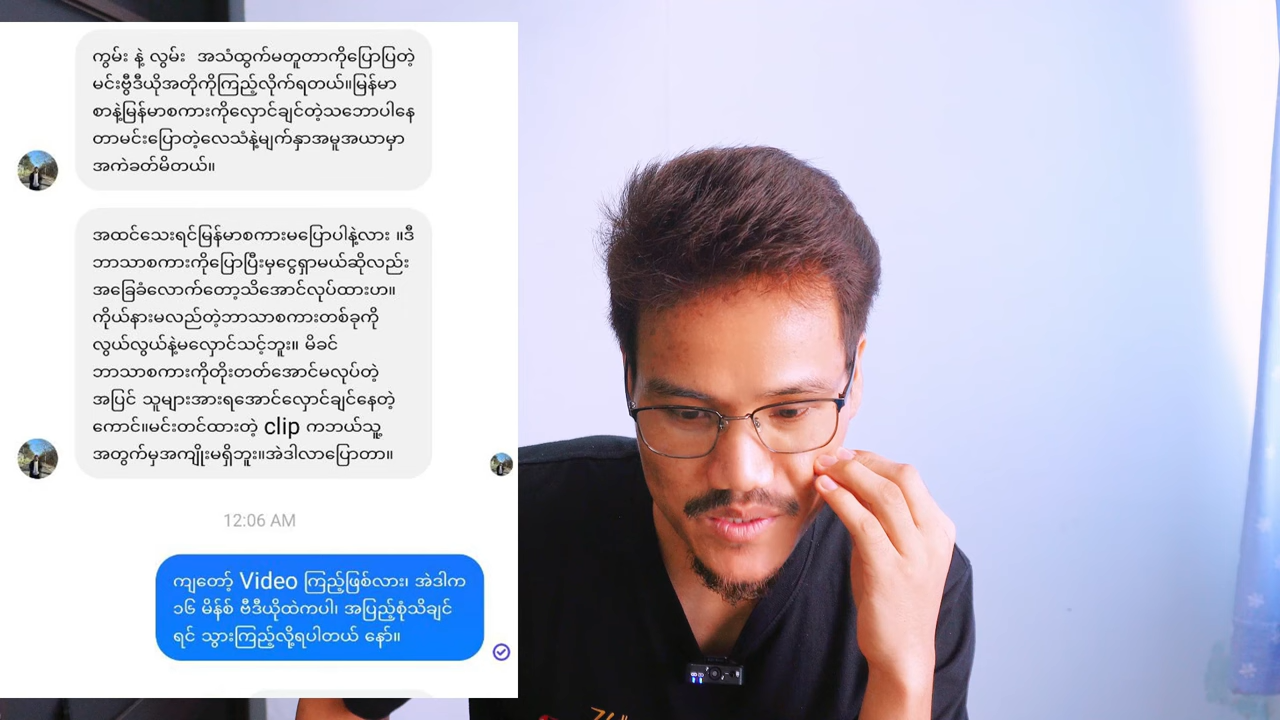 ကွမ်း နဲ့ လွမ်း အသံထွက်မတူတာကိုပြောပြတဲ့
မင်းဗွီဒီယိုအတိုကိုကြည့်လိုက်ရတယ်။မြန်မာ
စာနဲ့မြန်မာစကားကိုလှောင်ချင်တဲ့သဘောပါနေ
တာမင်းပြောတဲ့လေသံနဲ့မျက်နှာအမူအယာမှာ
အကဲခတ်မိတယ်။
အထင်သေးရင်မြန်မာစကားမပြောပါနဲ့လား ။ဒီ
ဘာသာစကားကိုပြောပြီးမှငွေရှာမယ်ဆိုလည်း
အခြေခံလောက်တော့သိအောင်လုပ်ထားဟ။
ကိုယ်နားမလည်တဲ့ဘာသာစကားတစ်ခုကို
လွယ်လွယ်နဲ့မလှောင်သင့်ဘူး။ မိခင်
ဘာသာစကားကိုတိုးတတ်အောင်မလုပ်တဲ့
အပြင် သူများအားရအောင်လှောင်ချင်နေတဲ့
ကောင်။မင်းတင်ထားတဲ့ clip ကဘယ်သူ့
အတွက်မှအကျိုးမရှိဘူး။အဲဒါလာပြောတာ။
12:06 AM
ကျတော့် Video ကြည့်ဖြစ်လား၊ အဲဒါက
၁၆ မိန်စ် ဗီဒီယိုထဲကပါ၊ အပြည့်စုံသိချင်
ရင် သွားကြည့်လို့ရပါတယ် နော်။